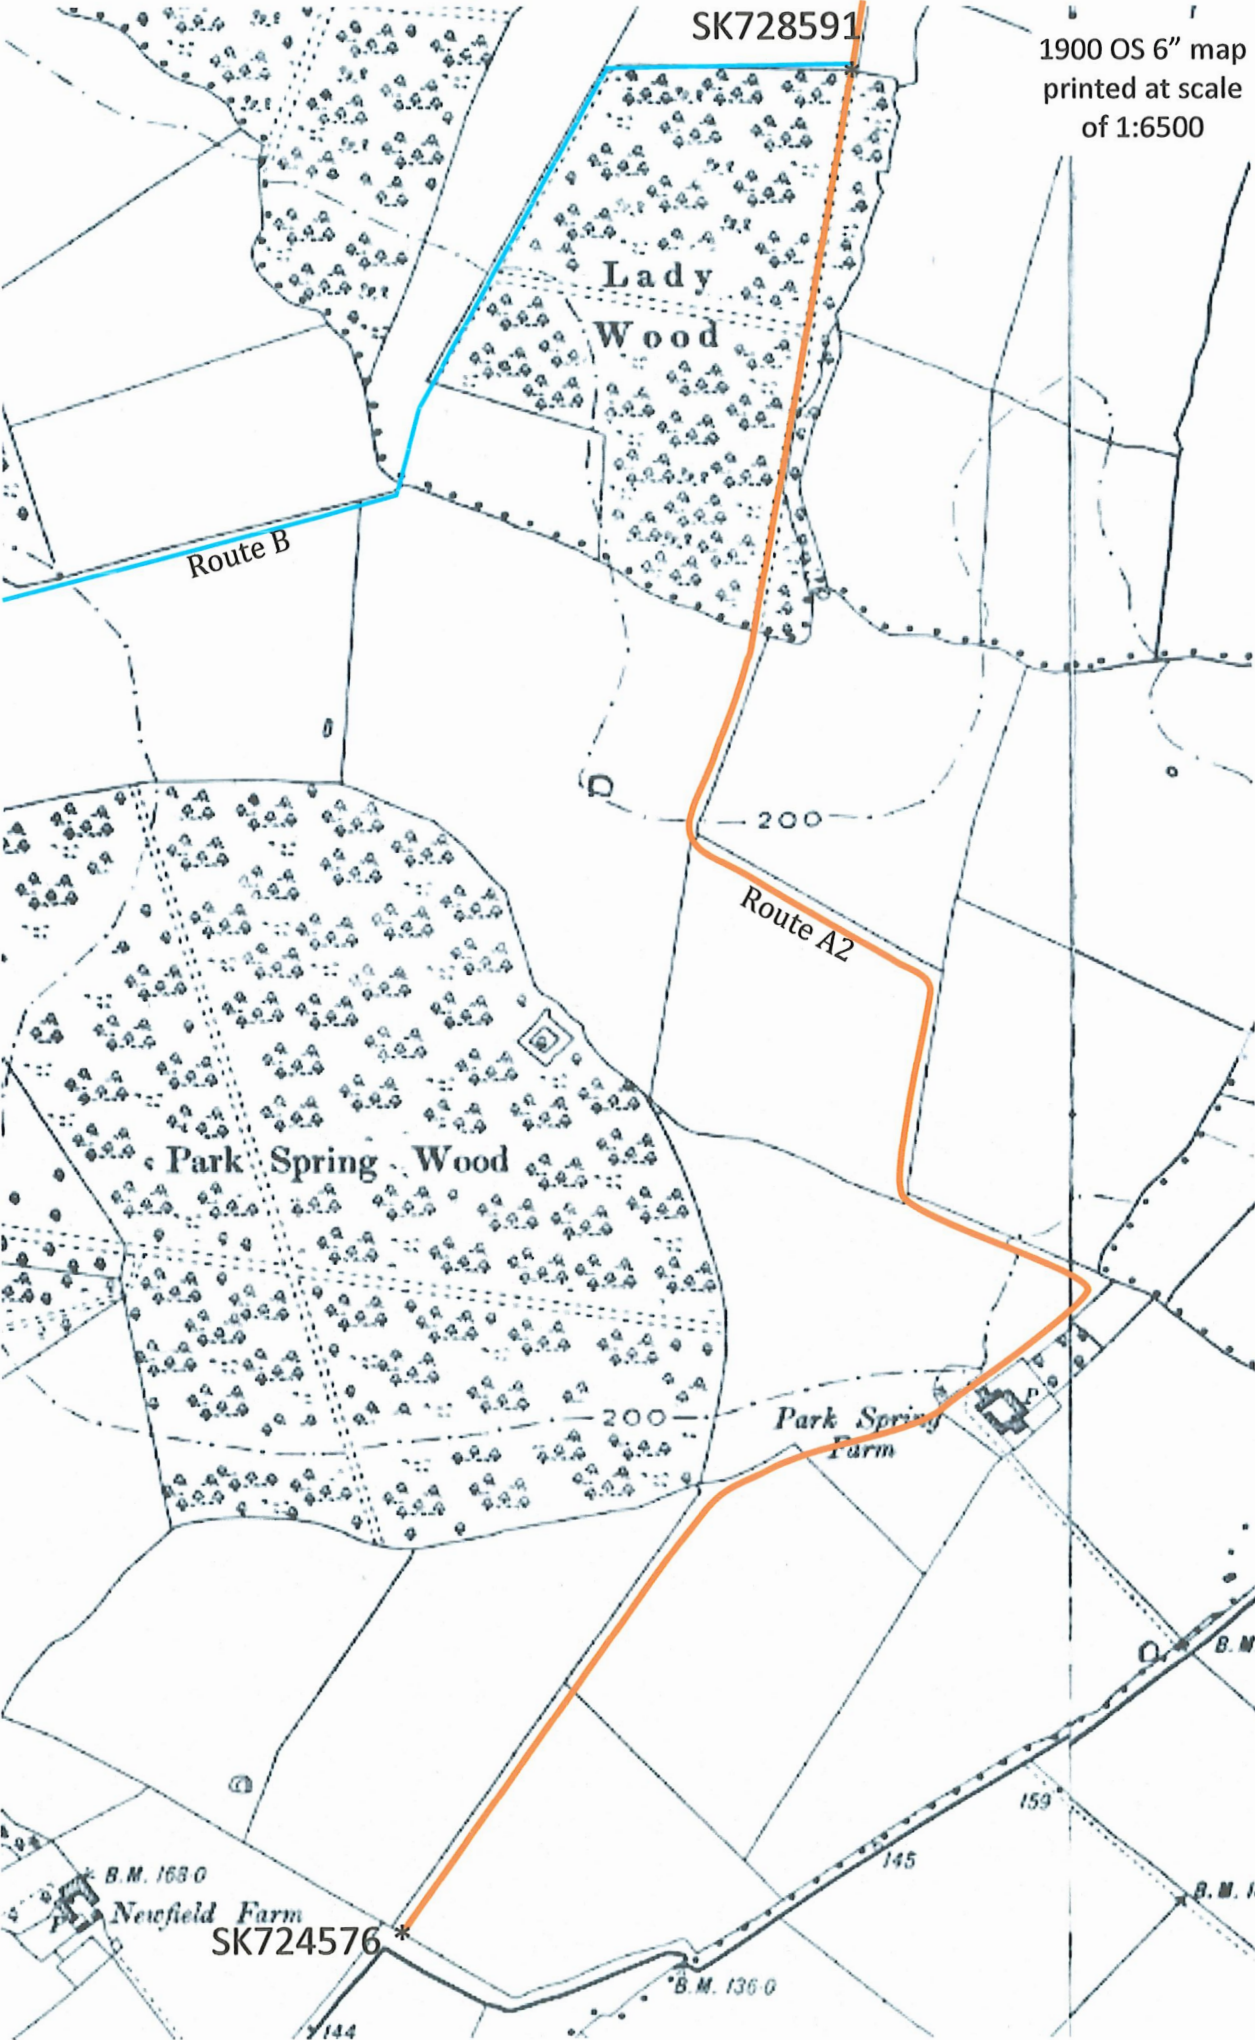 SK728591
1900 OS 6” map
printed at scale
of 1:6500
Lady
Wood
Route B
200
Route A2
Park Spring Wood
200
Park Spring
Farm
P
B.M.
159
145
B.M. 168·0
B.M. 1
Newfield Farm
P
SK724576 *
B.M. 136·0
144